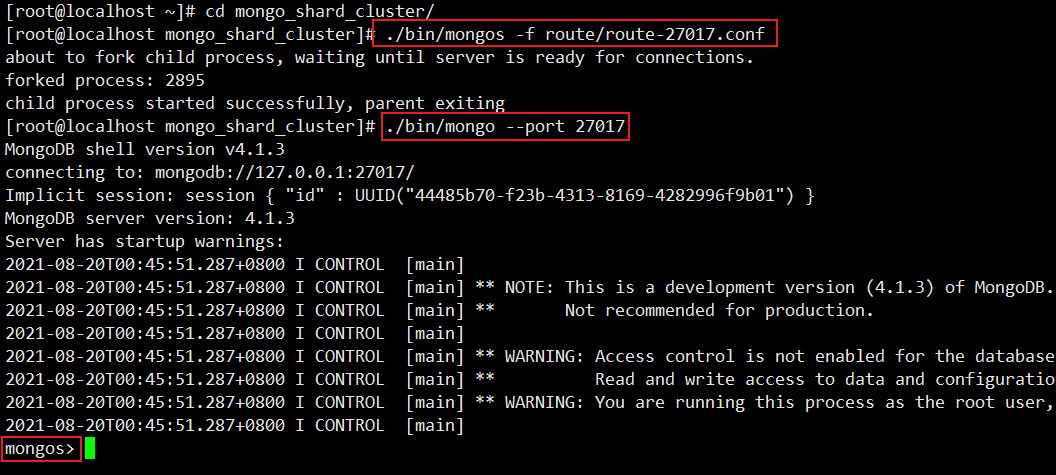 [root@localhost ~]# cd mongo_shard_cluster/
[root@localhost mongo_shard_cluster]# ./bin/mongos -f route/route-27017.conf
about to fork child process, waiting until server is ready for connections.
forked process: 2895
child process started successfully, parent exiting
[root@localhost mongo_shard_cluster]# ./bin/mongo --port 27017
MongoDB shell version v4.1.3
connecting to: mongodb://127.0.0.1:27017/
Implicit session: session { "id" : UUID("44485b70-f23b-4313-8169-4282996f9b01") }
MongoDB server version: 4.1.3
Server has startup warnings:
2021-08-20T00:45:51.287+0800 I CONTROL  [main]
2021-08-20T00:45:51.287+0800 I CONTROL  [main] ** NOTE: This is a development version (4.1.3) of MongoDB.
2021-08-20T00:45:51.287+0800 I CONTROL  [main] **       Not recommended for production.
2021-08-20T00:45:51.287+0800 I CONTROL  [main]
2021-08-20T00:45:51.287+0800 I CONTROL  [main] ** WARNING: Access control is not enabled for the database
2021-08-20T00:45:51.287+0800 I CONTROL  [main] **          Read and write access to data and configuratio
2021-08-20T00:45:51.287+0800 I CONTROL  [main] ** WARNING: You are running this process as the root user,
2021-08-20T00:45:51.287+0800 I CONTROL  [main]
mongos>